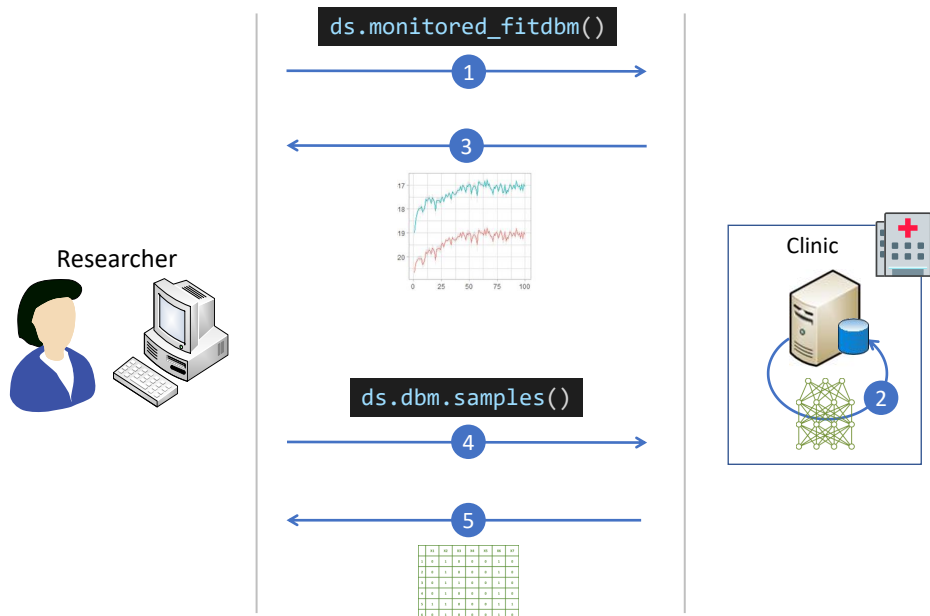 ds.monitored_fitdbm()
1
3
17
18
19
20
0 25 50 75 100
Researcher
Clinic
2
ds.dbm.samples()
4
5